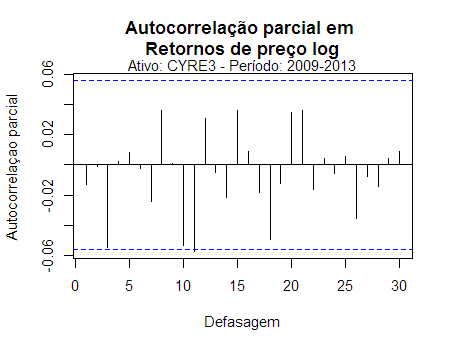 Autocorrelação parcial em
Retornos de preço log
Ativo: CYRE3 - Período: 2009-2013
Autocorrelaçao parcial
0.06
0.02
-0.02
-0.06
0 5 10 15 20 25 30
Defasagem